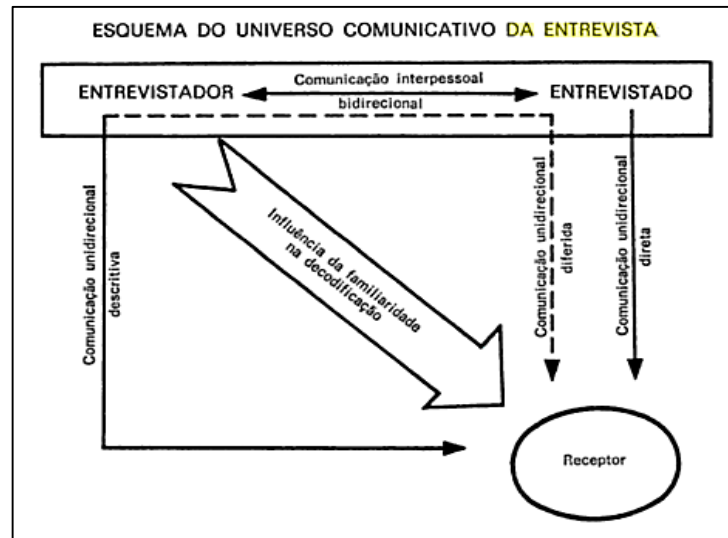 ESQUEMA DO UNIVERSO COMUNICATIVO DA ENTREVISTA
ENTREVISTADOR
Comunicação interpessoal
bidirecional
ENTREVISTADO
Comunicação unidirecional
descritiva
Influência da familiaridade
na decodificação
Comunicação unidirecional
diferida
Comunicação unidirecional
direta
Receptor